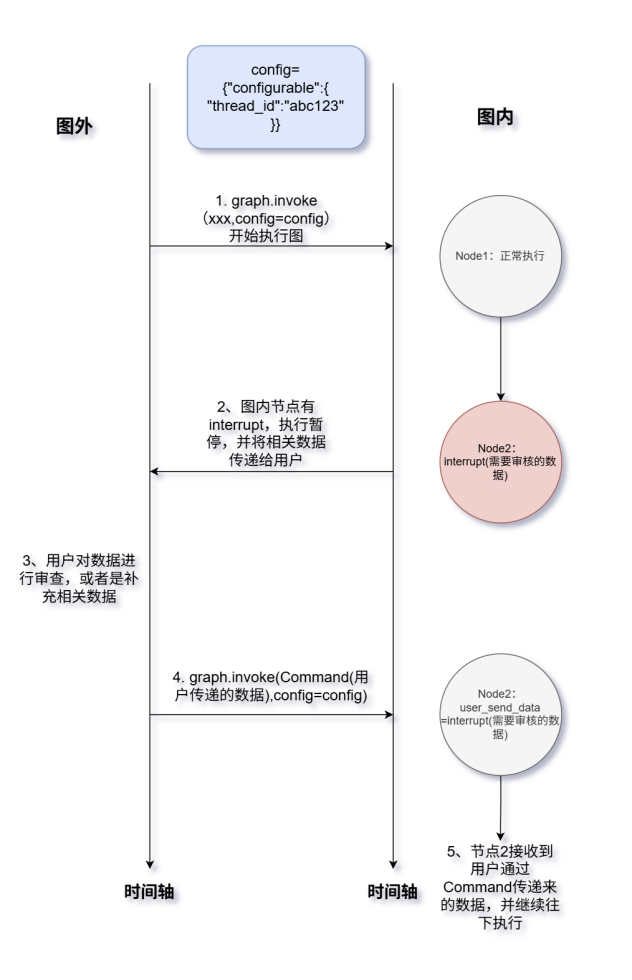 config=
{"configurable":{
"thread_id":"abc123"
}}
图外
图内
1. graph.invoke
（xxx,config=config）
开始执行图
Node1：正常执行
2、图内节点有
interrupt，执行暂
停，并将相关数据
传递给用户
Node2：
interrupt(需要审核的数
据)
3、用户对数据进
行审查，或者是补
充相关数据
4. graph.invoke(Command(用
户传递的数据),config=config)
Node2：
user_send_data
=interrupt(需要审核的数
据)
5、节点2接收到
用户通过
Command传递来
的数据，并继续往
下执行
时间轴
时间轴